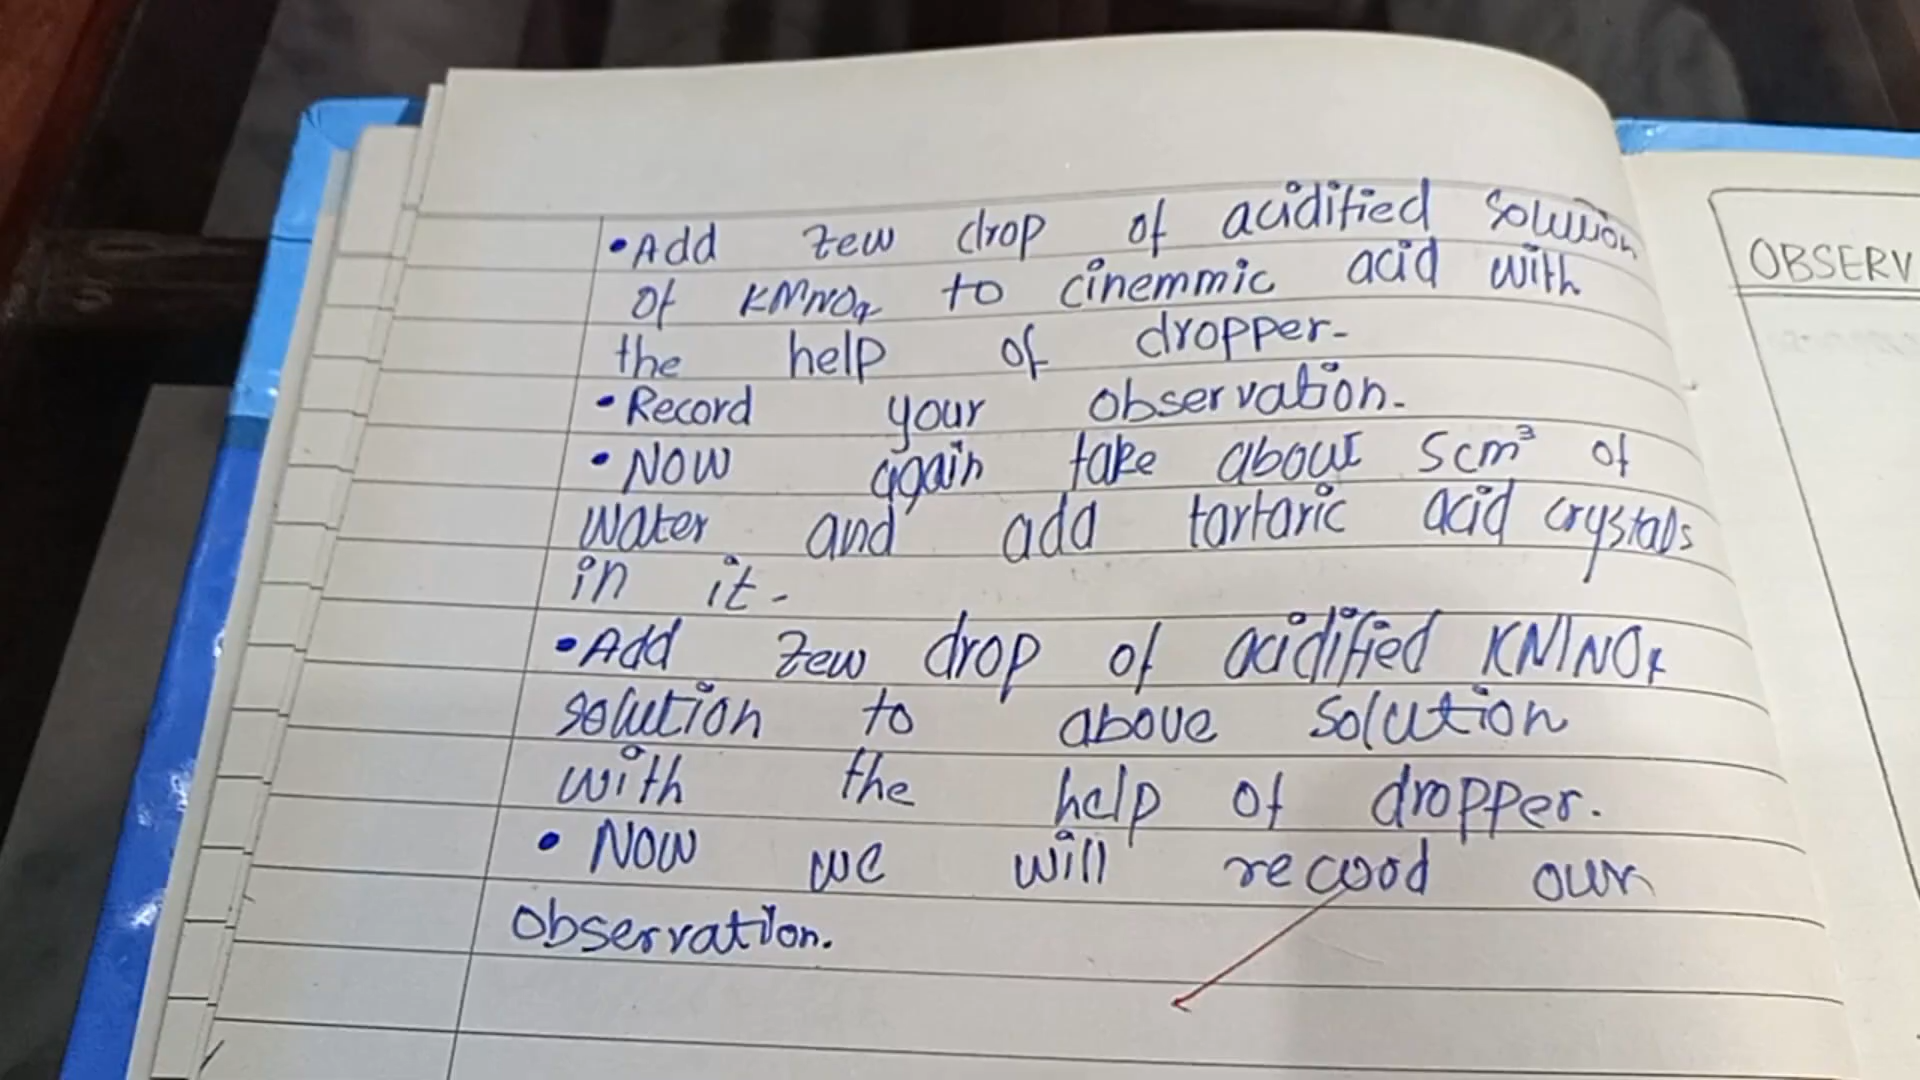 •Add few drop of acidified solution
of KMNO4 to cinemmic acid with
the help of dropper-
•Record your observation.
•Now again take about 5cm³ of
water and add tartaric acid crystals
in it-
•Add few drop of acidified KMNO4
solution to above solution
with the help of dropper.
•Now we will record our
observation.
OBSERV